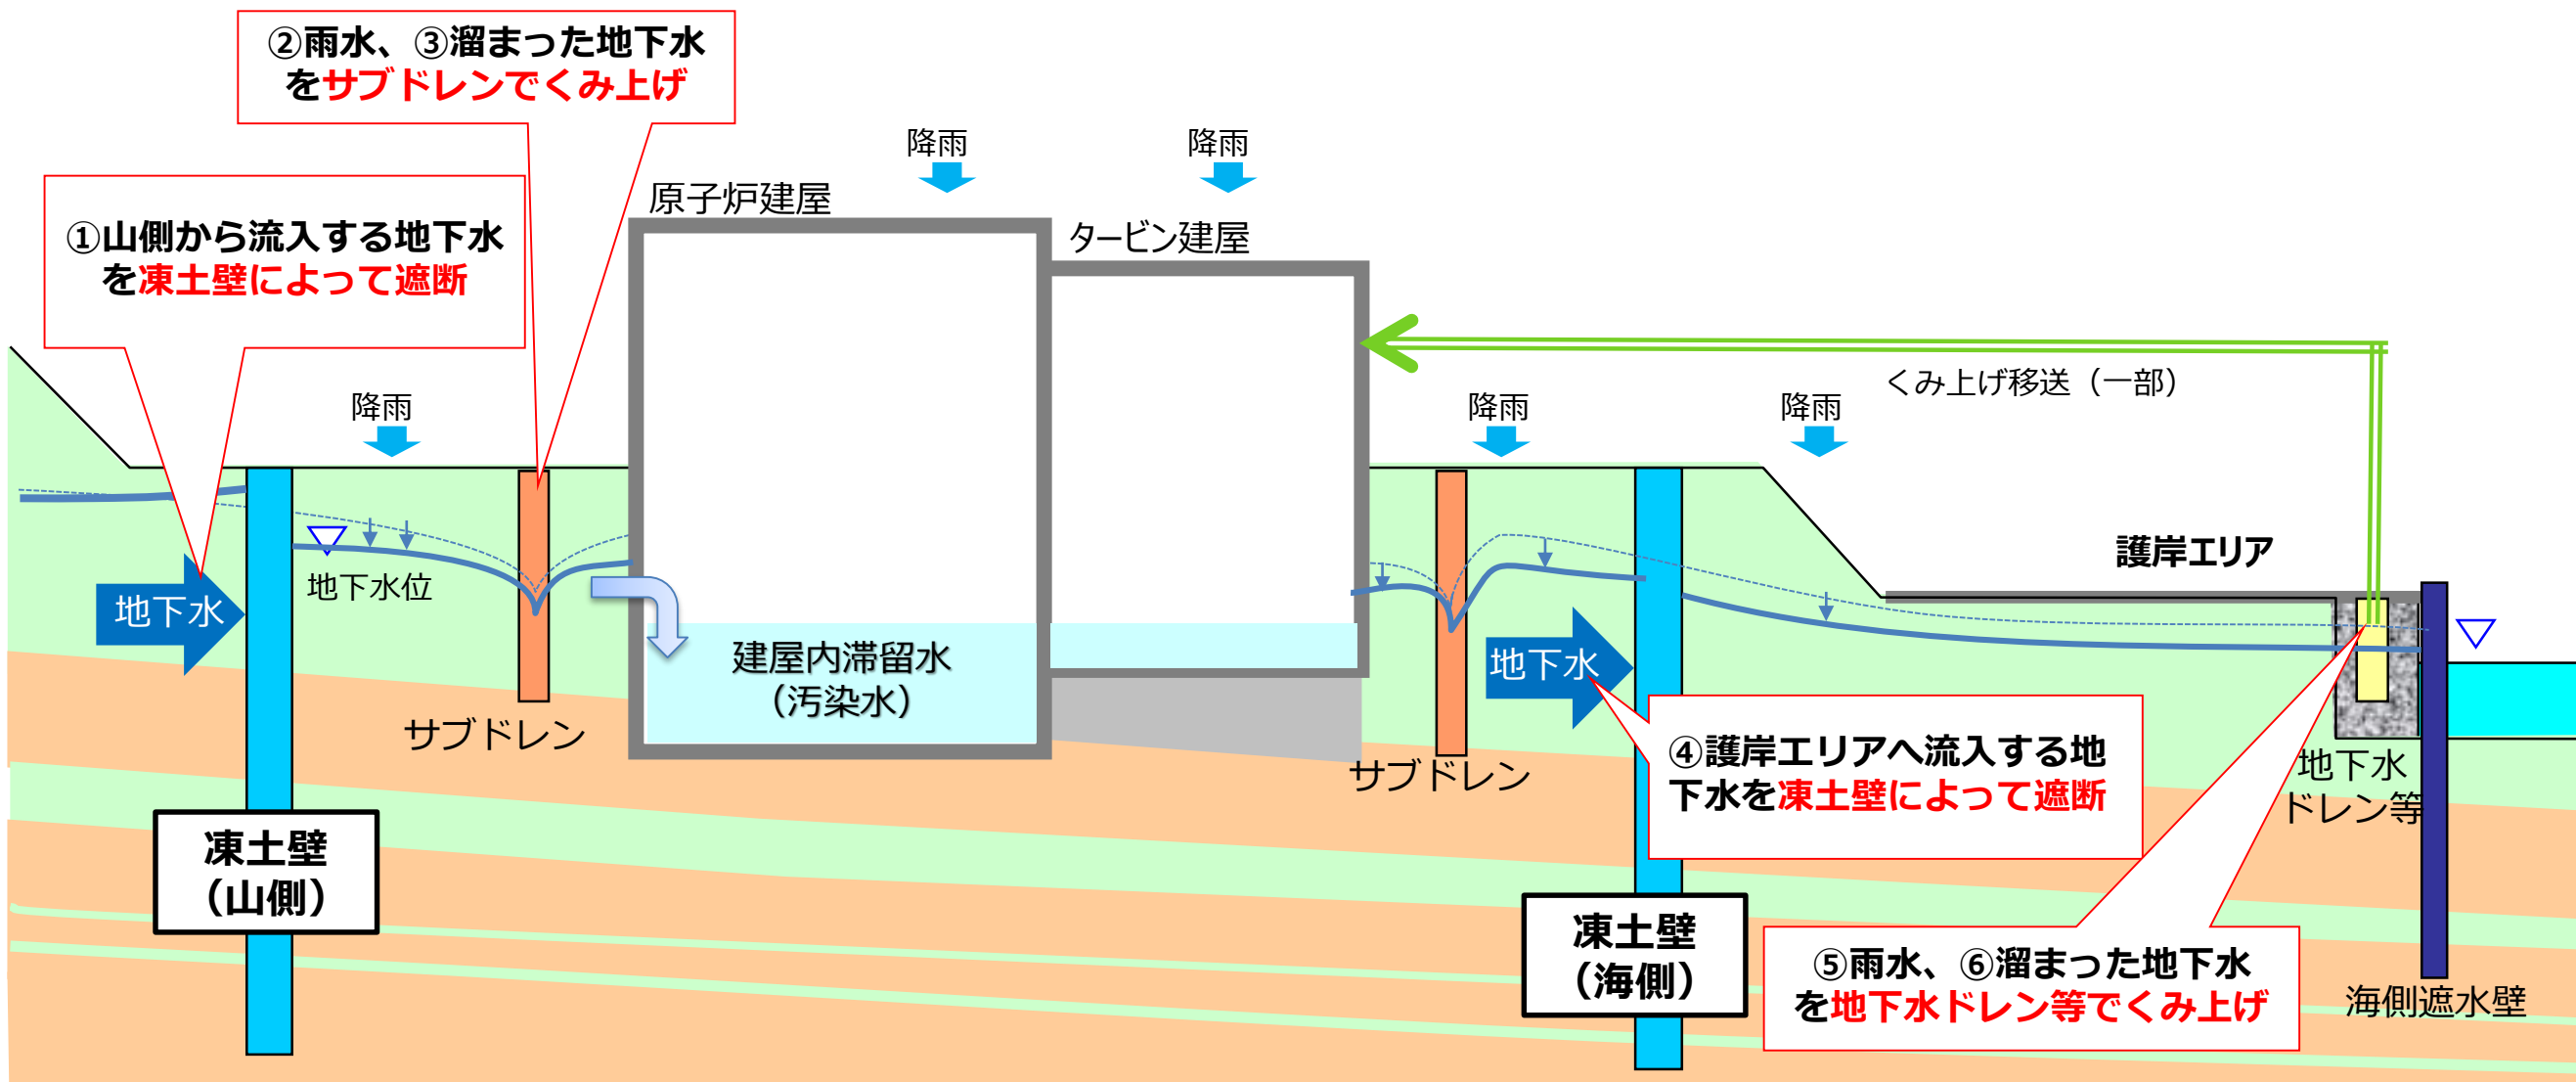 ②雨水、③溜まった地下水
をサブドレンでくみ上げ
降雨
降雨
原子炉建屋
①山側から流入する地下水
を凍土壁によって遮断
タービン建屋
くみ上げ移送（一部）
降雨
降雨
降雨
護岸エリア
地下水位
地下水
建屋内滞留水
（汚染水）
地下水
サブドレン
サブドレン
④護岸エリアへ流入する地
下水を凍土壁によって遮断
地下水
ドレン等
凍土壁
（山側）
凍土壁
（海側）
⑤雨水、⑥溜まった地下水
を地下水ドレン等でくみ上げ
海側遮水壁